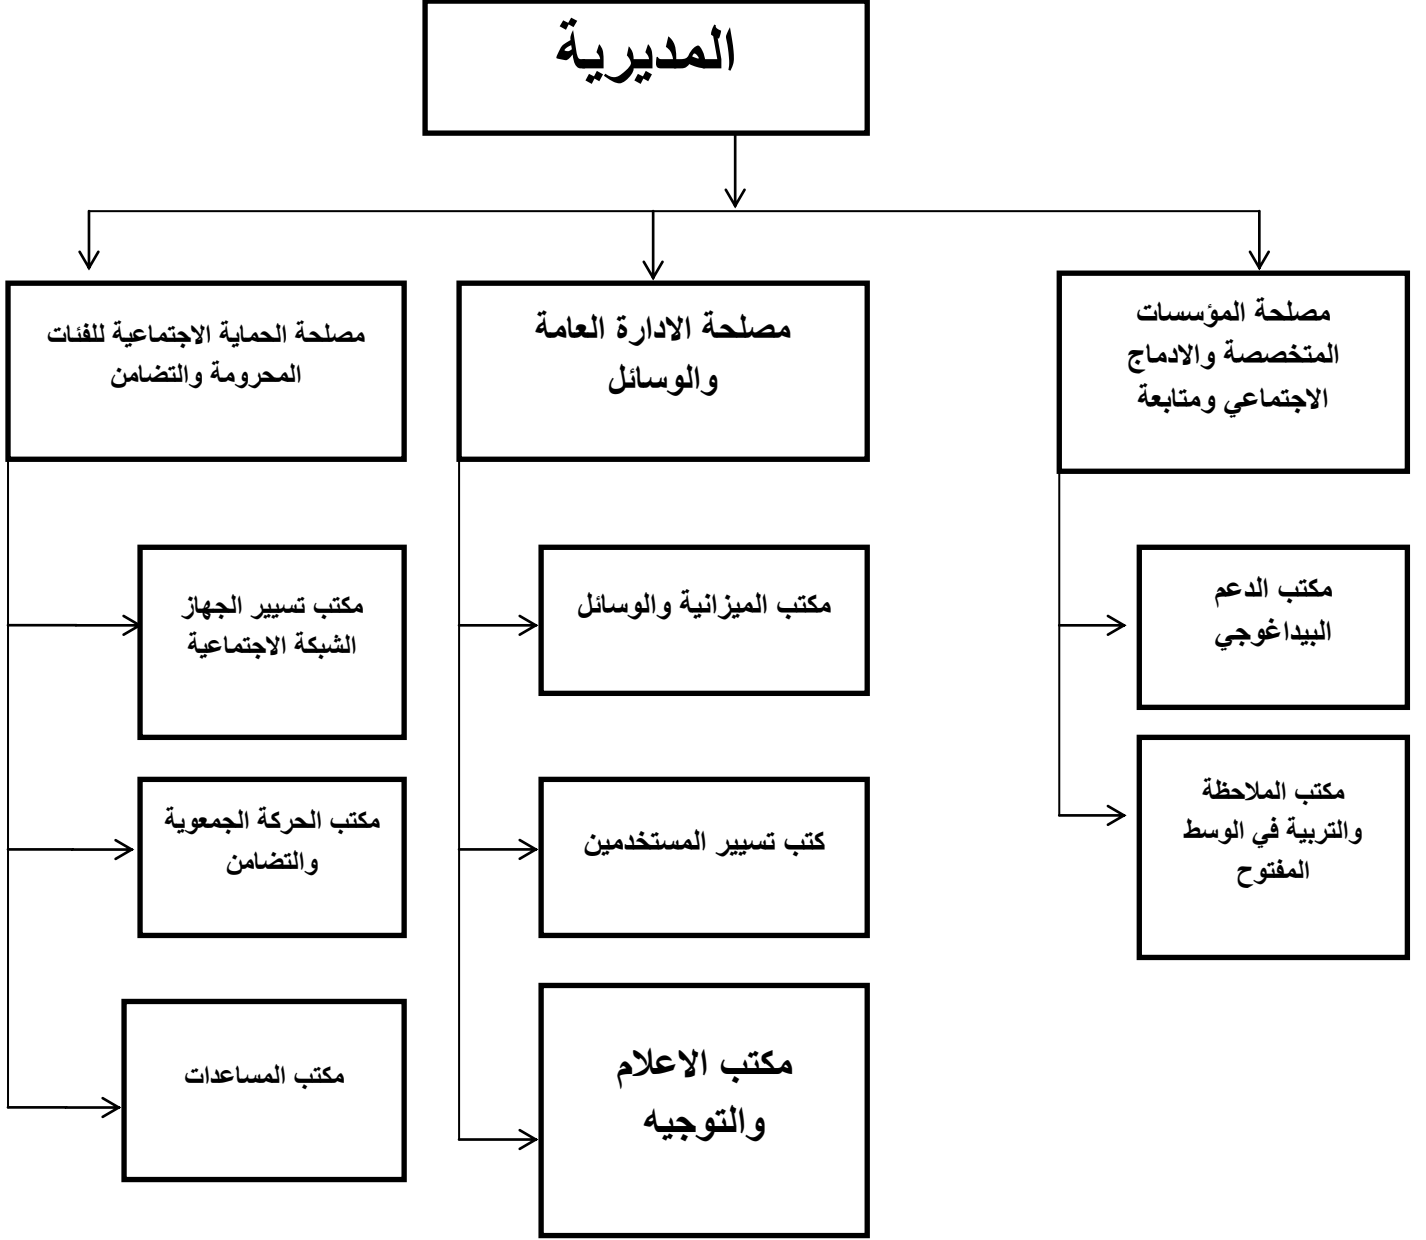 المديرية
مصلحة المؤسسات
المتخصصة والادماج
الاجتماعي ومتابعة
مصلحة الادارة العامة
والوسائل
مصلحة الحماية الاجتماعية للفئات
المحرومة والتضامن
مكتب الدعم
البيداغوجي
مكتب الميزانية والوسائل
مكتب تسيير الجهاز
الشبكة الاجتماعية
مكتب الملاحظة
والتربية في الوسط
المفتوح
كتب تسيير المستخدمين
مكتب الحركة الجمعوية
والتضامن
مكتب الاعلام
والتوجيه
مكتب المساعدات